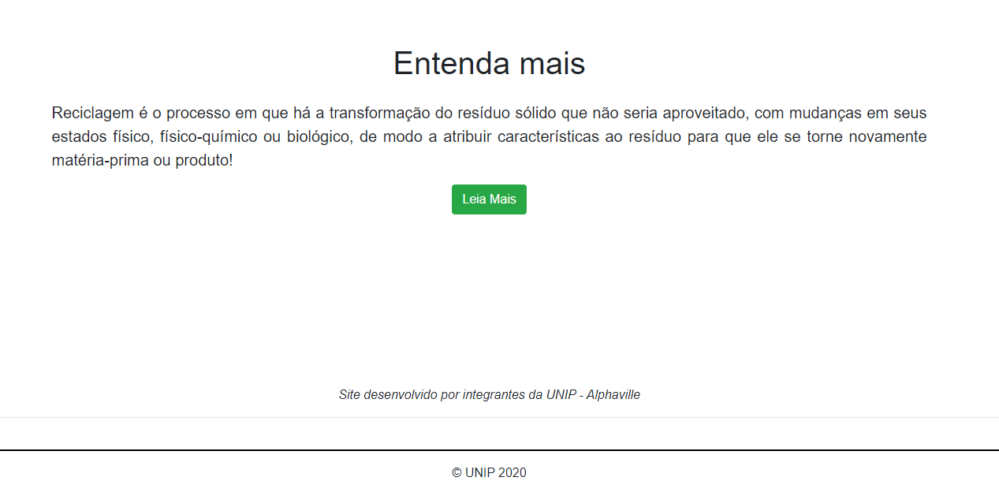 Entenda mais
Reciclagem é o processo em que há a transformação do resíduo sólido que não seria aproveitado, com mudanças em seus
estados físico, físico-químico ou biológico, de modo a atribuir características ao resíduo para que ele se torne novamente
matéria-prima ou produto!
Leia Mais
Site desenvolvido por integrantes da UNIP - Alphaville
© UNIP 2020